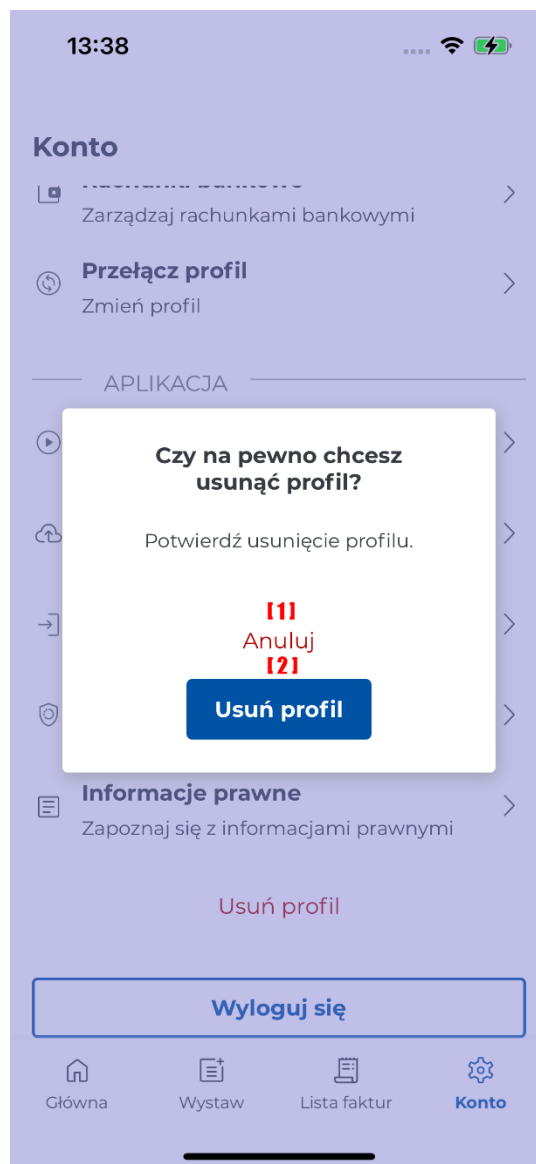 13:38
Konto
Zarządzaj rachunkami bankowymi
Przełącz profil
Zmień profil
APLIKACJA
Czy na pewno chcesz
usunąć profil?
Potwierdź usunięcie profilu.
[1]
Anuluj
[2]
Usuń profil
Informacje prawne
Zapoznaj się z informacjami prawnymi
Usuń profil
Wyloguj się
Główna
Wystaw
Lista faktur
Konto